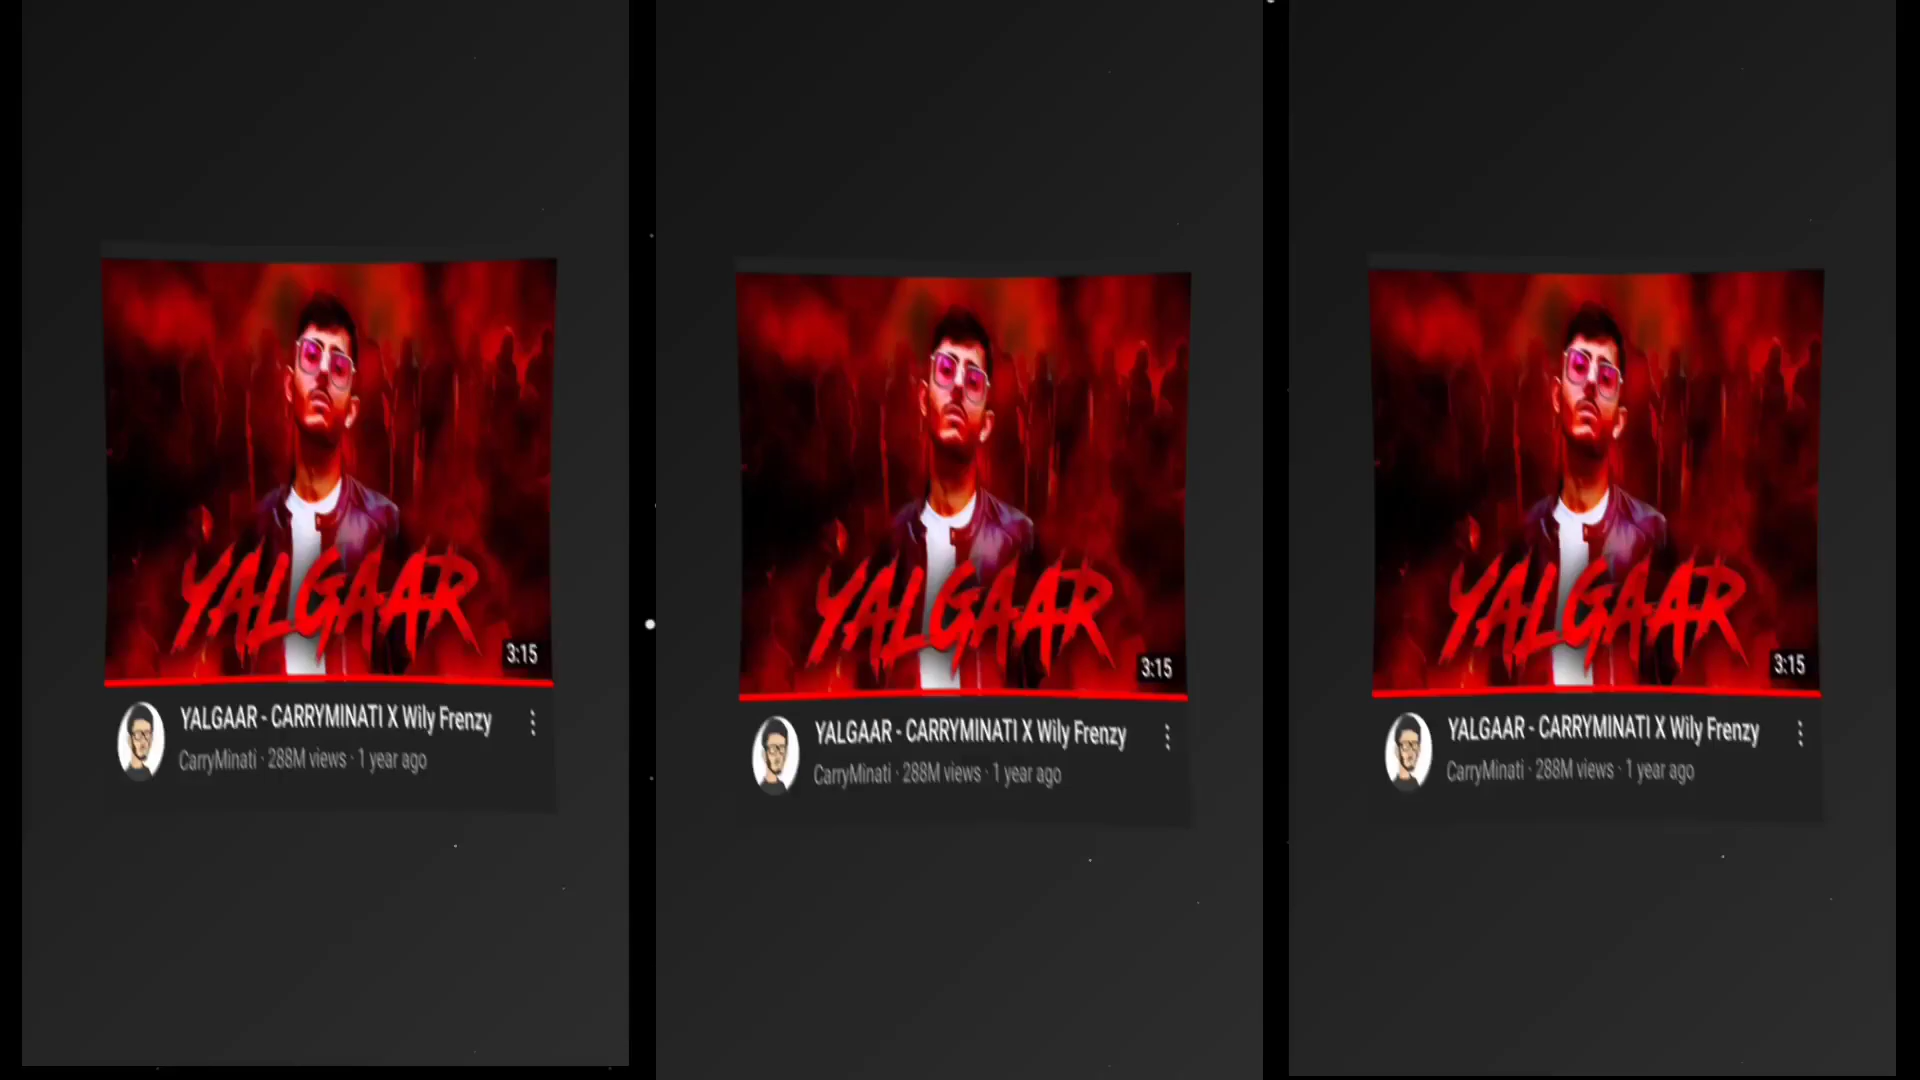 YALGAAR
3:15
YALGAAR - CARRYMINATI X Wily Frenzy
CarryMinati · 288M views · 1 year ago
YALGAAR
3:15
YALGAAR - CARRYMINATI X Wily Frenzy
CarryMinati · 288M views · 1 year ago
YALGAAR
3:15
YALGAAR - CARRYMINATI X Wily Frenzy
CarryMinati · 288M views · 1 year ago